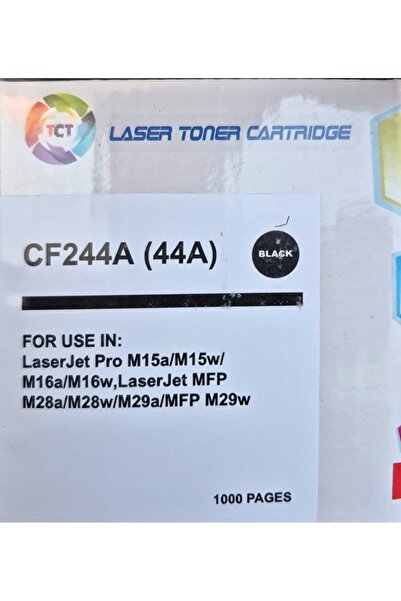 TCT LASER TONER CARTRIDGE
CF244A (44A) BLACK
FOR USE IN:
LaserJet Pro M15a/M15w/
M16a/M16w,LaserJet MFP
M28a/M28w/M29a/MFP M29w
1000 PAGES